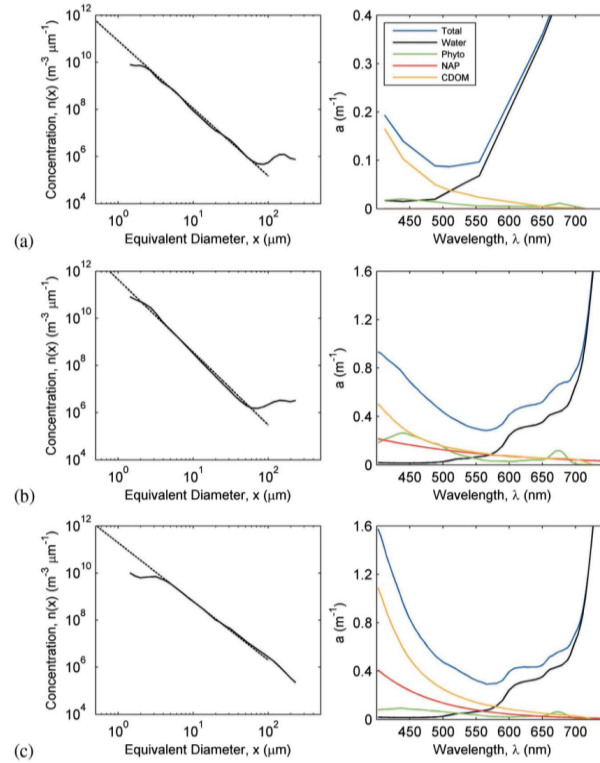 10^12
10^10
10^8
10^6
10^4
Concentration, n(x) (m^-3 μm^-1)
10^0 10^1 10^2
Equivalent Diameter, x (μm)
(a)
0.4
0.3
0.2
0.1
0
a (m^-1)
Total
Water
Phyto
NAP
CDOM
450 500 550 600 650 700
Wavelength, λ (nm)
10^12
10^10
10^8
10^6
10^4
Concentration, n(x) (m^-3 μm^-1)
10^0 10^1 10^2
Equivalent Diameter, x (μm)
(b)
1.6
1.2
0.8
0.4
0
a (m^-1)
450 500 550 600 650 700
Wavelength, λ (nm)
10^12
10^10
10^8
10^6
10^4
Concentration, n(x) (m^-3 μm^-1)
10^0 10^1 10^2
Equivalent Diameter, x (μm)
(c)
1.6
1.2
0.8
0.4
0
a (m^-1)
450 500 550 600 650 700
Wavelength, λ (nm)